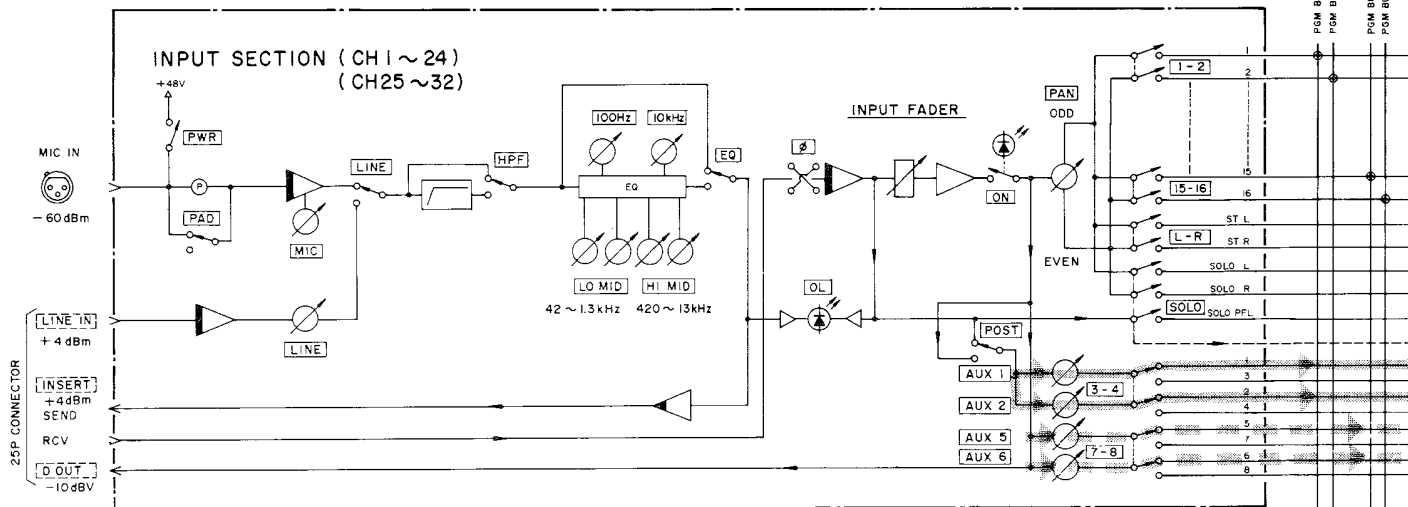 PGM B
PGM B
PGM B
PGM B
INPUT SECTION (CH 1 ~ 24)
(CH25 ~ 32)
+48V
PWR
MIC IN
-60dBm
P
PAD
MIC
LINE
HPF
100Hz
10kHz
EQ
EQ
LO MID
HI MID
42 ~ 1.3kHz
420 ~ 13kHz
INPUT FADER
ø
ON
OL
PAN
ODD
EVEN
1-2
1
2
15-16
15
16
L-R
ST L
ST R
SOLO L
SOLO R
SOLO
SOLO PFL
POST
25P CONNECTOR
LINE IN
+4 dBm
LINE
INSERT
+4dBm
SEND
RCV
D OUT
-10dBV
AUX 1
AUX 2
3-4
1
3
2
4
AUX 5
AUX 6
7-8
5
7
6
8